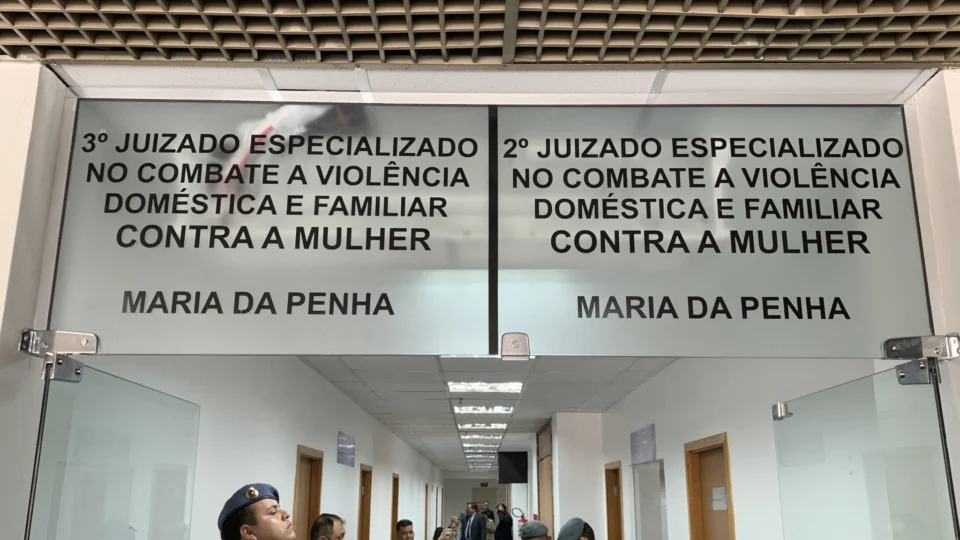 3º JUIZADO ESPECIALIZADO
NO COMBATE A VIOLÊNCIA
DOMÉSTICA E FAMILIAR
CONTRA A MULHER
MARIA DA PENHA
2º JUIZADO ESPECIALIZADO
NO COMBATE A VIOLÊNCIA
DOMÉSTICA E FAMILIAR
CONTRA A MULHER
MARIA DA PENHA